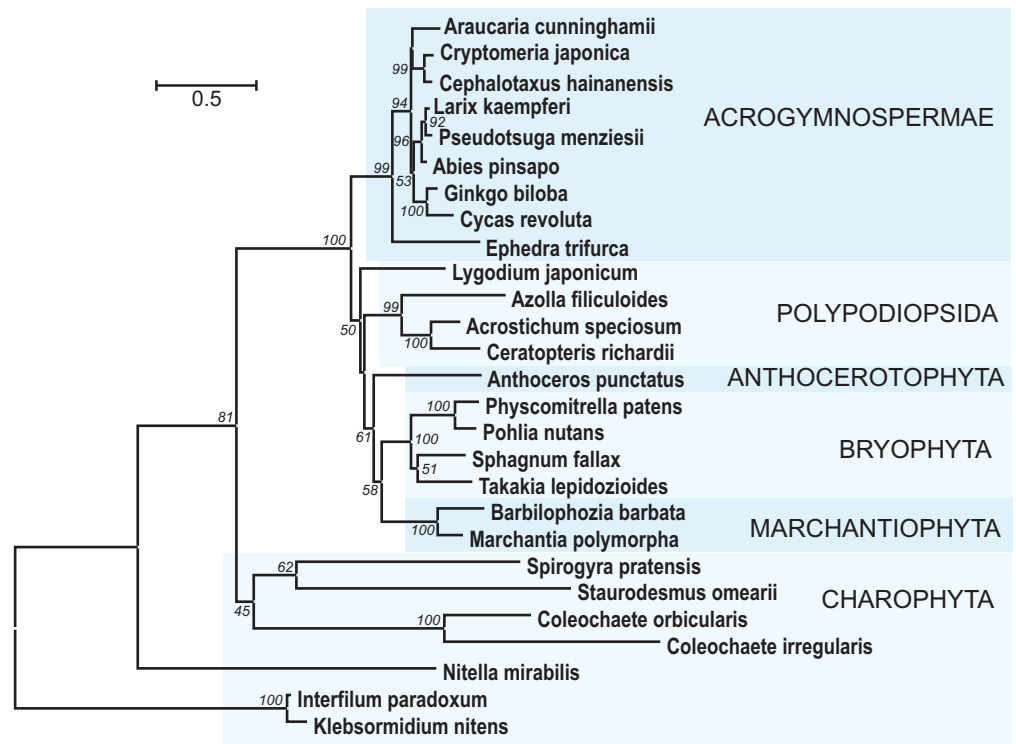 Araucaria cunninghamii
Cryptomeria japonica
99
Cephalotaxus hainanensis
0.5
94
Larix kaempferi
92
ACROGYMNOSPERMAE
96
Pseudotsuga menziesii
99
Abies pinsapo
53
Ginkgo biloba
100
Cycas revoluta
100
Ephedra trifurca
Lygodium japonicum
99
Azolla filiculoides
POLYPODIOPSIDA
50
Acrostichum speciosum
100
Ceratopteris richardii
Anthoceros punctatus
ANTHOCEROTOPHYTA
100
Physcomitrella patens
81
61
Pohlia nutans
100
BRYOPHYTA
Sphagnum fallax
51
58
Takakia lepidozioides
Barbilophozia barbata
100
MARCHANTIOPHYTA
Marchantia polymorpha
62
Spirogyra pratensis
Staurodesmus omearii
45
CHAROPHYTA
100
Coleochaete orbicularis
Coleochaete irregularis
Nitella mirabilis
100
Interfilum paradoxum
Klebsormidium nitens